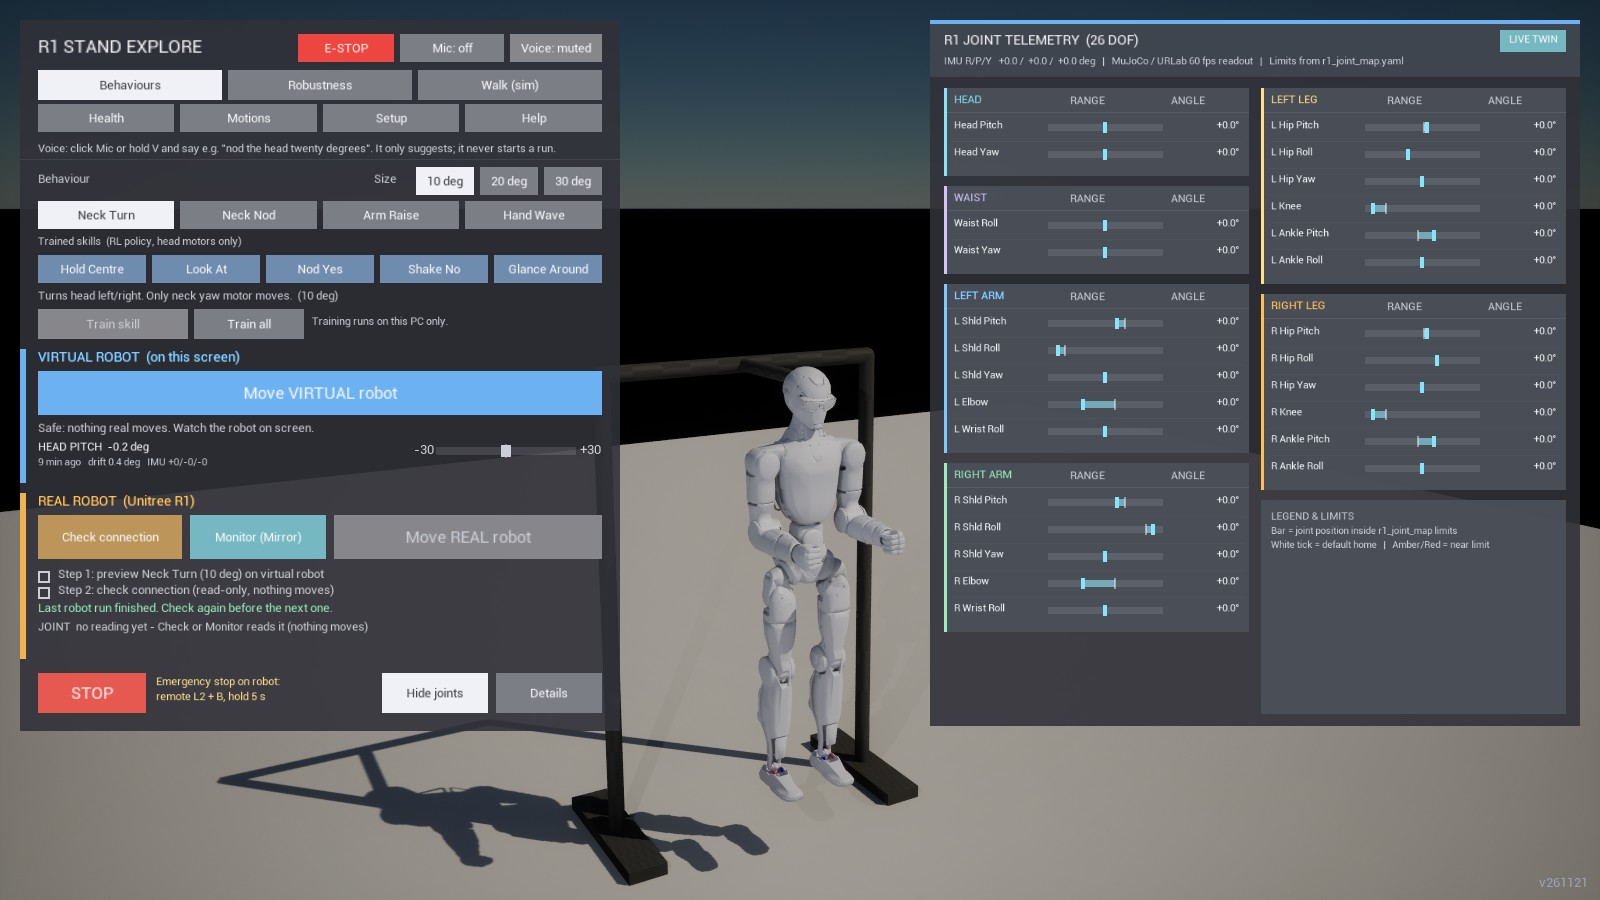 R1 STAND EXPLORE
E-STOP
Mic: off
Voice: muted
Behaviours
Robustness
Walk (sim)
Health
Motions
Setup
Help
Voice: click Mic or hold V and say e.g. "nod the head twenty degrees". It only suggests; it never starts a run.
Behaviour
Size
10 deg
20 deg
30 deg
Neck Turn
Neck Nod
Arm Raise
Hand Wave
Trained skills (RL policy, head motors only)
Hold Centre
Look At
Nod Yes
Shake No
Glance Around
Turns head left/right. Only neck yaw motor moves. (10 deg)
Train skill
Train all
Training runs on this PC only.
VIRTUAL ROBOT (on this screen)
Move VIRTUAL robot
Safe: nothing real moves. Watch the robot on screen.
HEAD PITCH -0.2 deg
-30
+30
9 min ago drift 0.4 deg IMU +0/-0/-0
REAL ROBOT (Unitree R1)
Check connection
Monitor (Mirror)
Move REAL robot
Step 1: preview Neck Turn (10 deg) on virtual robot
Step 2: check connection (read-only, nothing moves)
Last robot run finished. Check again before the next one.
JOINT no reading yet - Check or Monitor reads it (nothing moves)
STOP
Emergency stop on robot:
remote L2 + B, hold 5 s
Hide joints
Details
R1 JOINT TELEMETRY (26 DOF)
LIVE TWIN
IMU R/P/Y +0.0 / +0.0 / +0.0 deg | MuJoCo / URLab 60 fps readout | Limits from r1_joint_map.yaml
HEAD RANGE ANGLE
Head Pitch +0.0°
Head Yaw +0.0°
WAIST RANGE ANGLE
Waist Roll +0.0°
Waist Yaw +0.0°
LEFT ARM RANGE ANGLE
L Shld Pitch +0.0°
L Shld Roll +0.0°
L Shld Yaw +0.0°
L Elbow +0.0°
L Wrist Roll +0.0°
RIGHT ARM RANGE ANGLE
R Shld Pitch +0.0°
R Shld Roll +0.0°
R Shld Yaw +0.0°
R Elbow +0.0°
R Wrist Roll +0.0°
LEFT LEG RANGE ANGLE
L Hip Pitch +0.0°
L Hip Roll +0.0°
L Hip Yaw +0.0°
L Knee +0.0°
L Ankle Pitch +0.0°
L Ankle Roll +0.0°
RIGHT LEG RANGE ANGLE
R Hip Pitch +0.0°
R Hip Roll +0.0°
R Hip Yaw +0.0°
R Knee +0.0°
R Ankle Pitch +0.0°
R Ankle Roll +0.0°
LEGEND & LIMITS
Bar = joint position inside r1_joint_map limits
White tick = default home | Amber/Red = near limit
v261121